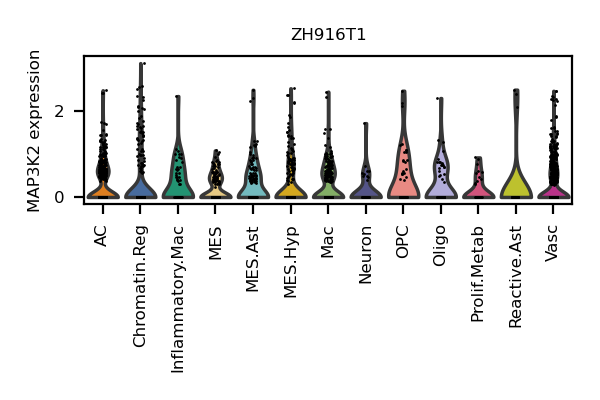 ZH916T1
MAP3K2 expression
2
0
AC
Chromatin.Reg
Inflammatory.Mac
MES
MES.Ast
MES.Hyp
Mac
Neuron
OPC
Oligo
Prolif.Metab
Reactive.Ast
Vasc